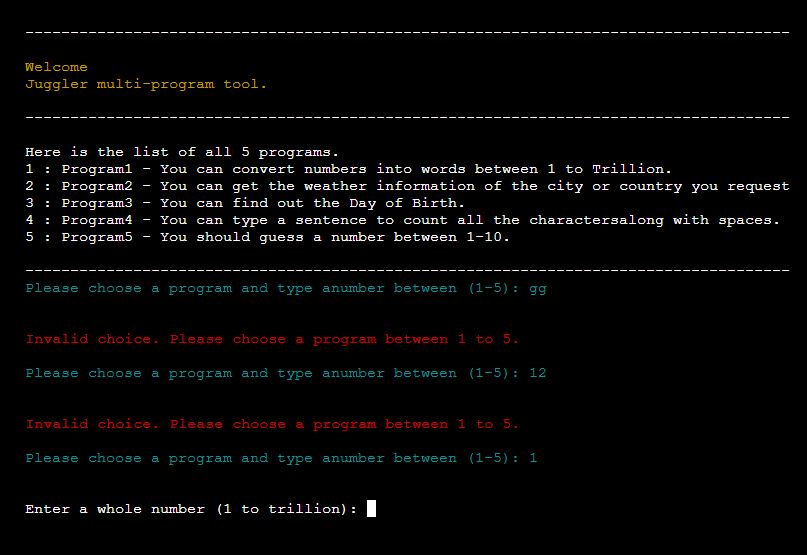 --------------------------------------------------------------------------------
Welcome
Juggler multi-program tool.
--------------------------------------------------------------------------------
Here is the list of all 5 programs.
1 : Program1 - You can convert numbers into words between 1 to Trillion.
2 : Program2 - You can get the weather information of the city or country you request
3 : Program3 - You can find out the Day of Birth.
4 : Program4 - You can type a sentence to count all the charactersalong with spaces.
5 : Program5 - You should guess a number between 1-10.
--------------------------------------------------------------------------------
Please choose a program and type anumber between (1-5): gg
Invalid choice. Please choose a program between 1 to 5.
Please choose a program and type anumber between (1-5): 12
Invalid choice. Please choose a program between 1 to 5.
Please choose a program and type anumber between (1-5): 1
Enter a whole number (1 to trillion):